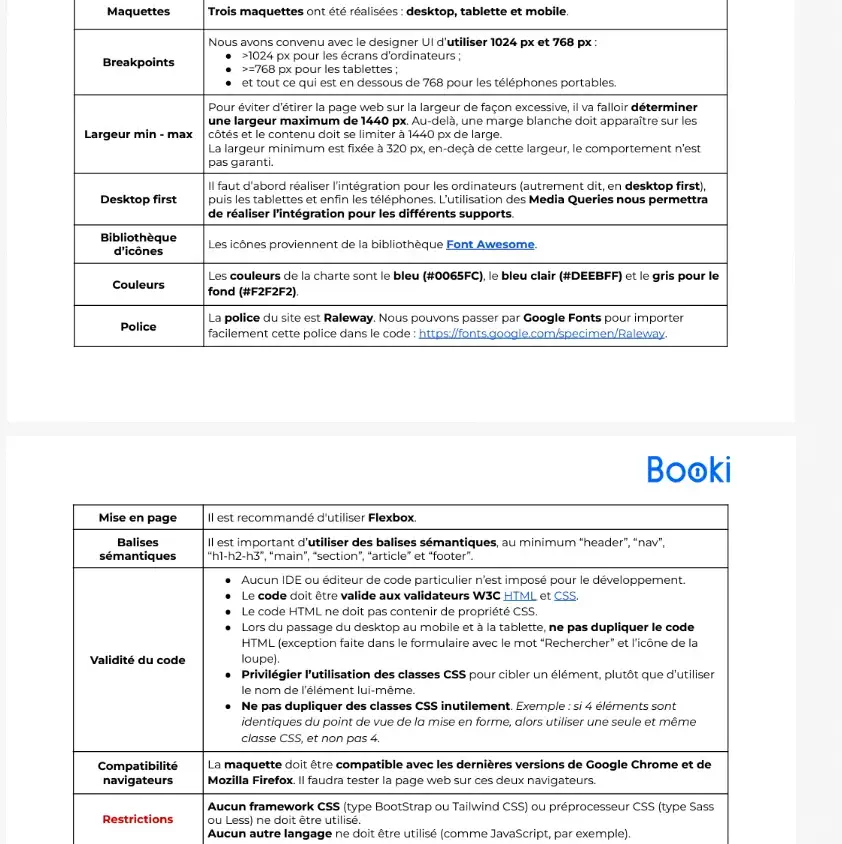 Maquettes
Trois maquettes ont été réalisées : desktop, tablette et mobile.
Breakpoints
Nous avons convenu avec le designer UI d’utiliser 1024 px et 768 px :
● >1024 px pour les écrans d’ordinateurs ;
● >=768 px pour les tablettes ;
● et tout ce qui est en dessous de 768 pour les téléphones portables.
Largeur min - max
Pour éviter d’étirer la page web sur la largeur de façon excessive, il va falloir déterminer
une largeur maximum de 1440 px. Au-delà, une marge blanche doit apparaître sur les
côtés et le contenu doit se limiter à 1440 px de large.
La largeur minimum est fixée à 320 px, en-deçà de cette largeur, le comportement n’est
pas garanti.
Desktop first
Il faut d’abord réaliser l’intégration pour les ordinateurs (autrement dit, en desktop first),
puis les tablettes et enfin les téléphones. L’utilisation des Media Queries nous permettra
de réaliser l’intégration pour les différents supports.
Bibliothèque
d’icônes
Les icônes proviennent de la bibliothèque Font Awesome.
Couleurs
Les couleurs de la charte sont le bleu (#0065FC), le bleu clair (#DEEBFF) et le gris pour le
fond (#F2F2F2).
Police
La police du site est Raleway. Nous pouvons passer par Google Fonts pour importer
facilement cette police dans le code : https://fonts.google.com/specimen/Raleway.
Booki
Mise en page
Il est recommandé d'utiliser Flexbox.
Balises
sémantiques
Il est important d’utiliser des balises sémantiques, au minimum “header”, “nav”,
“h1-h2-h3”, “main”, “section”, “article” et “footer”.
Validité du code
● Aucun IDE ou éditeur de code particulier n’est imposé pour le développement.
● Le code doit être valide aux validateurs W3C HTML et CSS.
● Le code HTML ne doit pas contenir de propriété CSS.
● Lors du passage du desktop au mobile et à la tablette, ne pas dupliquer le code
HTML (exception faite dans le formulaire avec le mot “Rechercher” et l’icône de la
loupe).
● Privilégier l’utilisation des classes CSS pour cibler un élément, plutôt que d’utiliser
le nom de l’élément lui-même.
● Ne pas dupliquer des classes CSS inutilement. Exemple : si 4 éléments sont
identiques du point de vue de la mise en forme, alors utiliser une seule et même
classe CSS, et non pas 4.
Compatibilité
navigateurs
La maquette doit être compatible avec les dernières versions de Google Chrome et de
Mozilla Firefox. Il faudra tester la page web sur ces deux navigateurs.
Restrictions
Aucun framework CSS (type BootStrap ou Tailwind CSS) ou préprocesseur CSS (type Sass
ou Less) ne doit être utilisé.
Aucun autre langage ne doit être utilisé (comme JavaScript, par exemple).